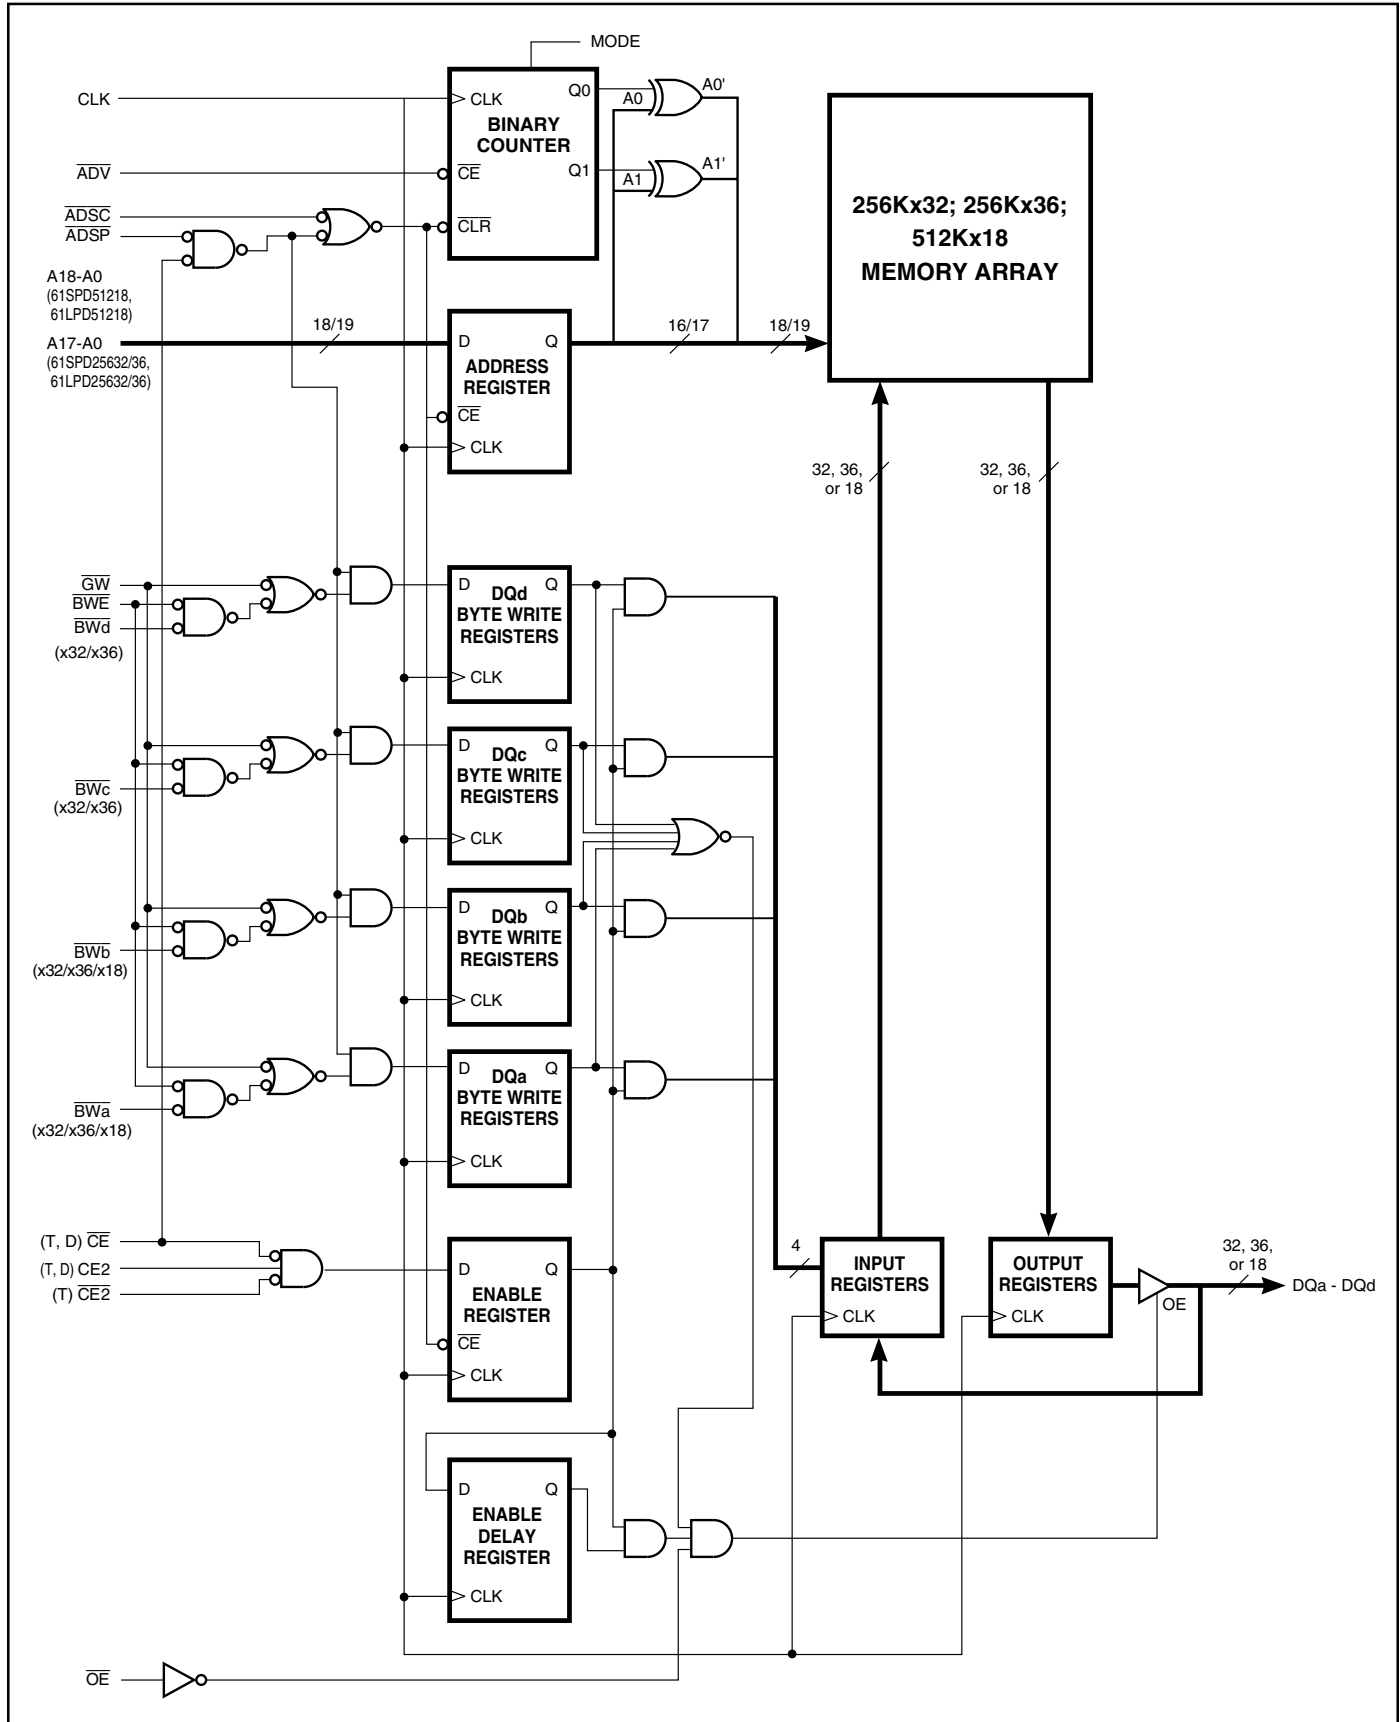 MODE
CLK
CLK
Q0
A0
A0'
BINARY
COUNTER
ADV
CE
Q1
A1
A1'
ADSC
ADSP
CLR
256Kx32; 256Kx36;
512Kx18
MEMORY ARRAY
A18-A0
(61SPD51218,
61LPD51218)
A17-A0
(61SPD25632/36,
61LPD25632/36)
18/19
D
Q
16/17
18/19
ADDRESS
REGISTER
CE
CLK
32, 36,
or 18
32, 36,
or 18
GW
BWE
BWd
(x32/x36)
D
Q
DQd
BYTE WRITE
REGISTERS
CLK
BWc
(x32/x36)
D
Q
DQc
BYTE WRITE
REGISTERS
CLK
BWb
(x32/x36/x18)
D
Q
DQb
BYTE WRITE
REGISTERS
CLK
BWa
(x32/x36/x18)
D
Q
DQa
BYTE WRITE
REGISTERS
CLK
(T, D) CE
(T, D) CE2
(T) CE2
D
Q
ENABLE
REGISTER
CE
CLK
4
INPUT
REGISTERS
CLK
OUTPUT
REGISTERS
CLK
OE
32, 36,
or 18
DQa - DQd
D
Q
ENABLE
DELAY
REGISTER
CLK
OE